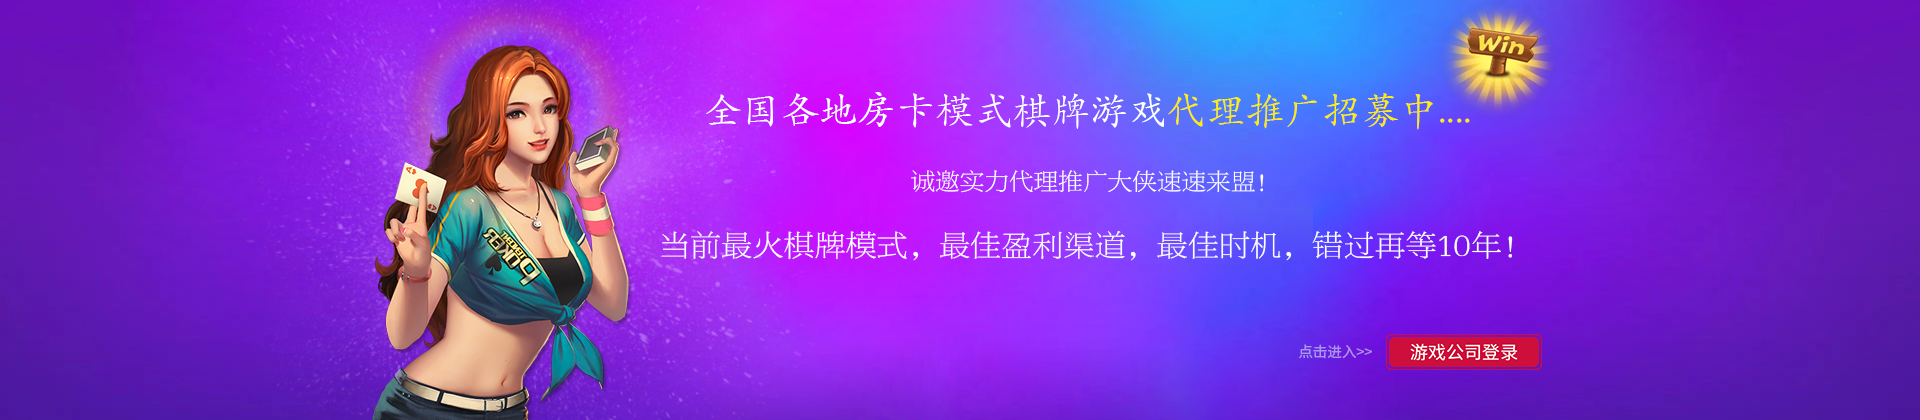 Win
全国各地房卡模式棋牌游戏代理推广招募中....
诚邀实力代理推广大侠速速来盟！
当前最火棋牌模式，最佳盈利渠道，最佳时机，错过再等10年！
点击进入>>
游戏公司登录